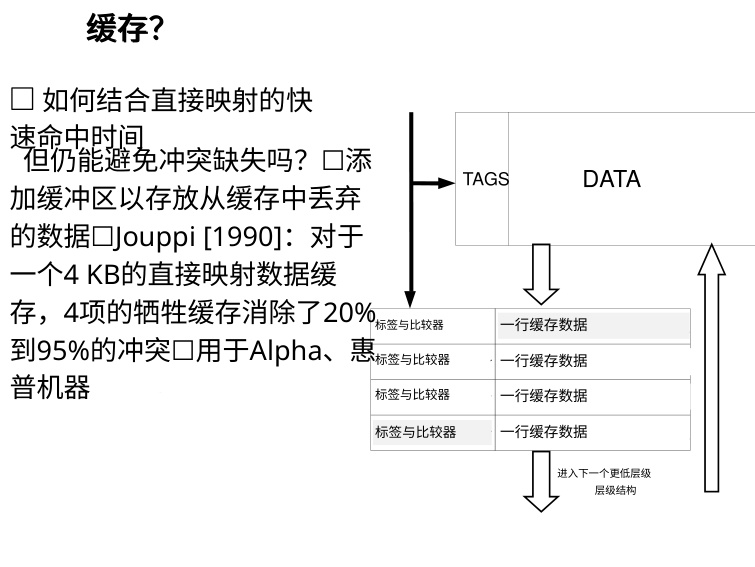 缓存？
☐ 如何结合直接映射的快
速命中时间
但仍能避免冲突缺失吗？☐添
加缓冲区以存放从缓存中丢弃
的数据☐Jouppi [1990]：对于
一个4 KB的直接映射数据缓
存，4项的牺牲缓存消除了20%
到95%的冲突☐用于Alpha、惠
普机器
TAGS
DATA
标签与比较器
一行缓存数据
标签与比较器
一行缓存数据
标签与比较器
一行缓存数据
标签与比较器
一行缓存数据
进入下一个更低层级
层级结构